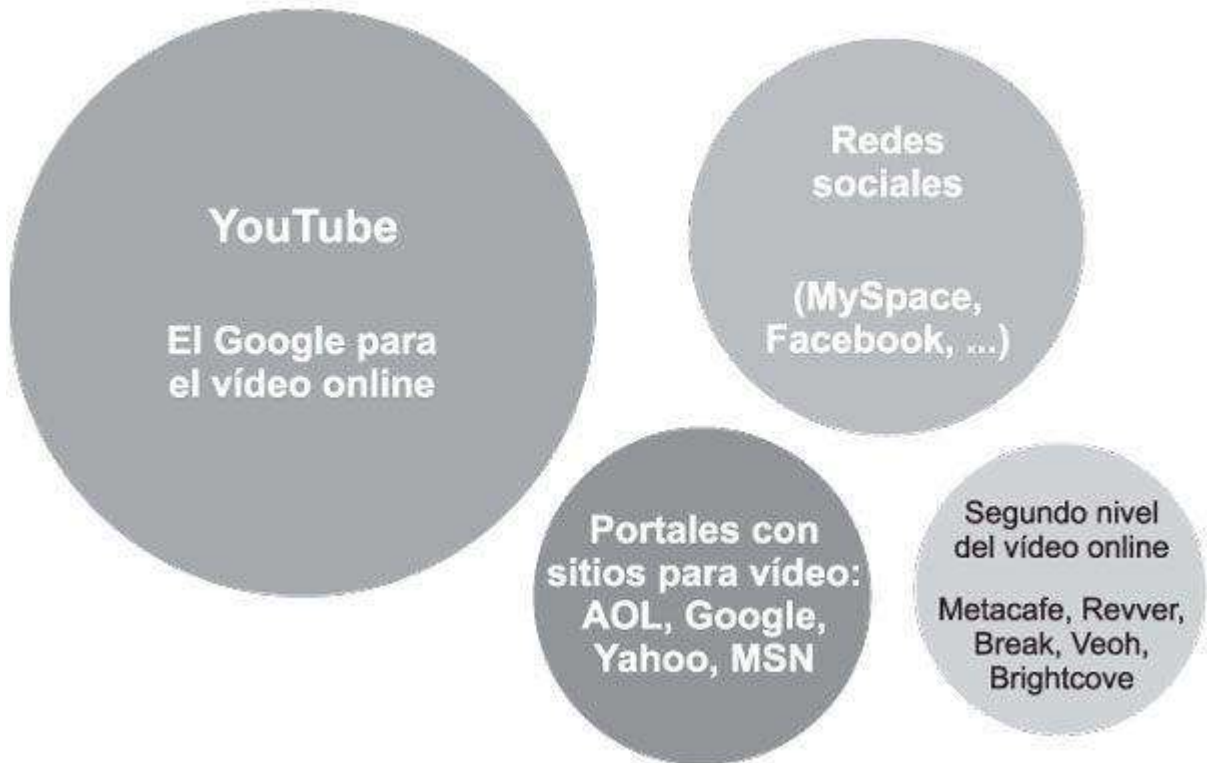 YouTube
El Google para
el vídeo online
Redes
sociales
(MySpace,
Facebook, ...)
Portales con
sitios para vídeo:
AOL, Google,
Yahoo, MSN
Segundo nivel
del vídeo online
Metacafe, Revver,
Break, Veoh,
Brightcove